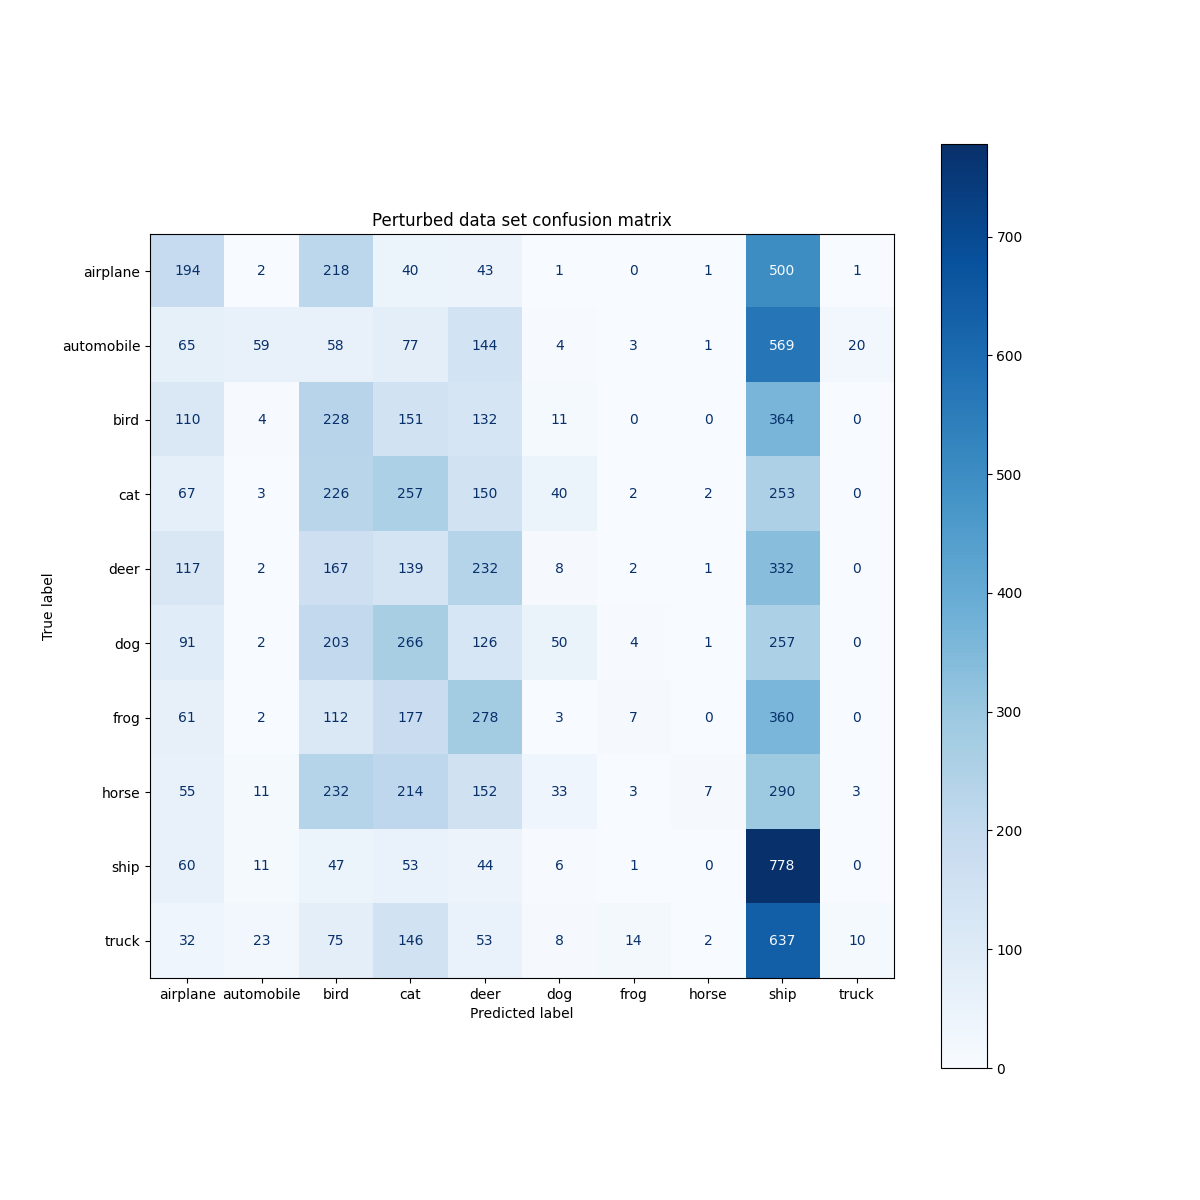 Perturbed data set confusion matrix
True label
airplane 194 2 218 40 43 1 0 1 500 1
automobile 65 59 58 77 144 4 3 1 569 20
bird 110 4 228 151 132 11 0 0 364 0
cat 67 3 226 257 150 40 2 2 253 0
deer 117 2 167 139 232 8 2 1 332 0
dog 91 2 203 266 126 50 4 1 257 0
frog 61 2 112 177 278 3 7 0 360 0
horse 55 11 232 214 152 33 3 7 290 3
ship 60 11 47 53 44 6 1 0 778 0
truck 32 23 75 146 53 8 14 2 637 10
airplane automobile bird cat deer dog frog horse ship truck
Predicted label
700
600
500
400
300
200
100
0